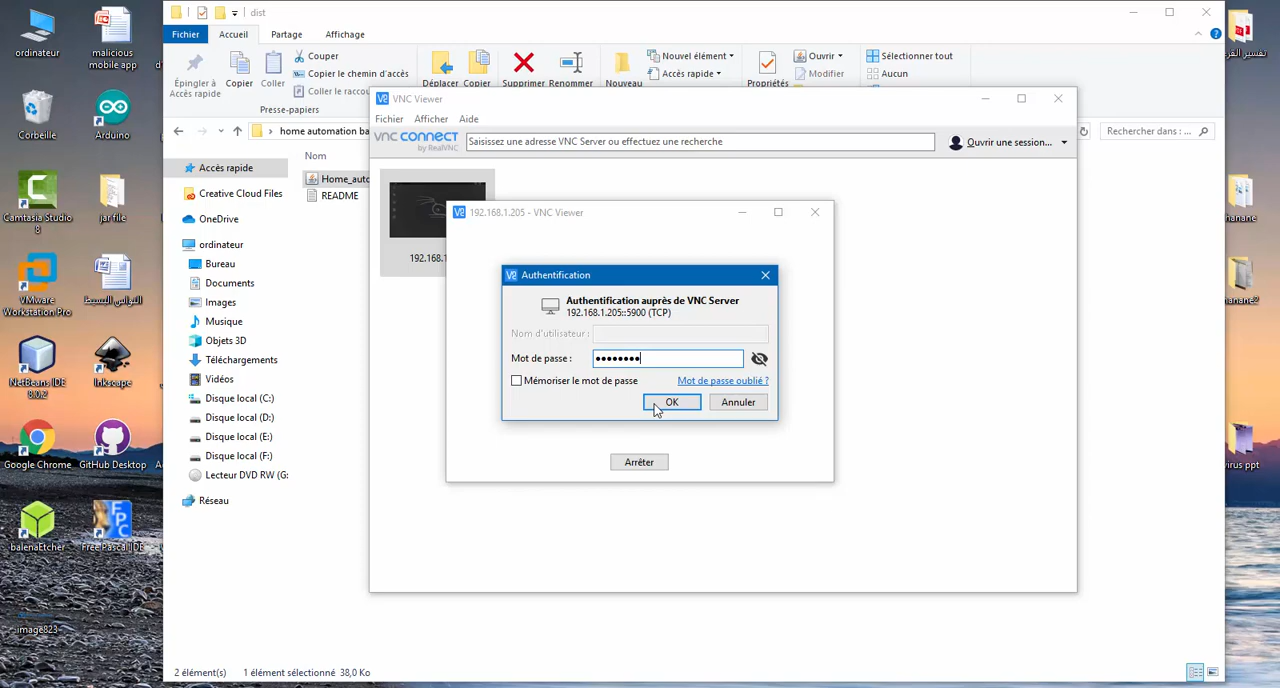 dist
Fichier
Accueil
Partage
Affichage
Épingler à
Accès rapide
Copier
Coller
Couper
Copier le chemin d'accès
Coller le raccou
Presse-papiers
Déplacer
Copier
Supprimer
Renommer
Nouveau
Nouvel élément
Accès rapide
Propriétés
Ouvrir
Modifier
Sélectionner tout
Aucun
home automation ba
Rechercher dans : ...
Nom
Home_auto
README
Accès rapide
Creative Cloud Files
OneDrive
ordinateur
Bureau
Documents
Images
Musique
Objets 3D
Téléchargements
Vidéos
Disque local (C:)
Disque local (D:)
Disque local (E:)
Disque local (F:)
Lecteur DVD RW (G:
Réseau
2 élément(s)
1 élément sélectionné 38,0 Ko
VNC Viewer
Fichier
Afficher
Aide
VNC CONNECT
by REALVNC
Saisissez une adresse VNC Server ou effectuez une recherche
Ouvrir une session...
192.168.1
192.168.1.205 - VNC Viewer
Authentification
Authentification auprès de VNC Server
192.168.1.205::5900 (TCP)
Nom d'utilisateur :
Mot de passe : ••••••••
Mémoriser le mot de passe
Mot de passe oublié ?
OK
Annuler
Arrêter
ordinateur
malicious
mobile app
Corbeille
Arduino
Camtasia Studio
8
jar file
VMware
Workstation Pro
التواس البسيط
NetBeans IDE
8.0.2
Inkscape
Google Chrome
GitHub Desktop
balenaEtcher
Free Pascal IDE
image823
hanane
hanane2
virus ppt